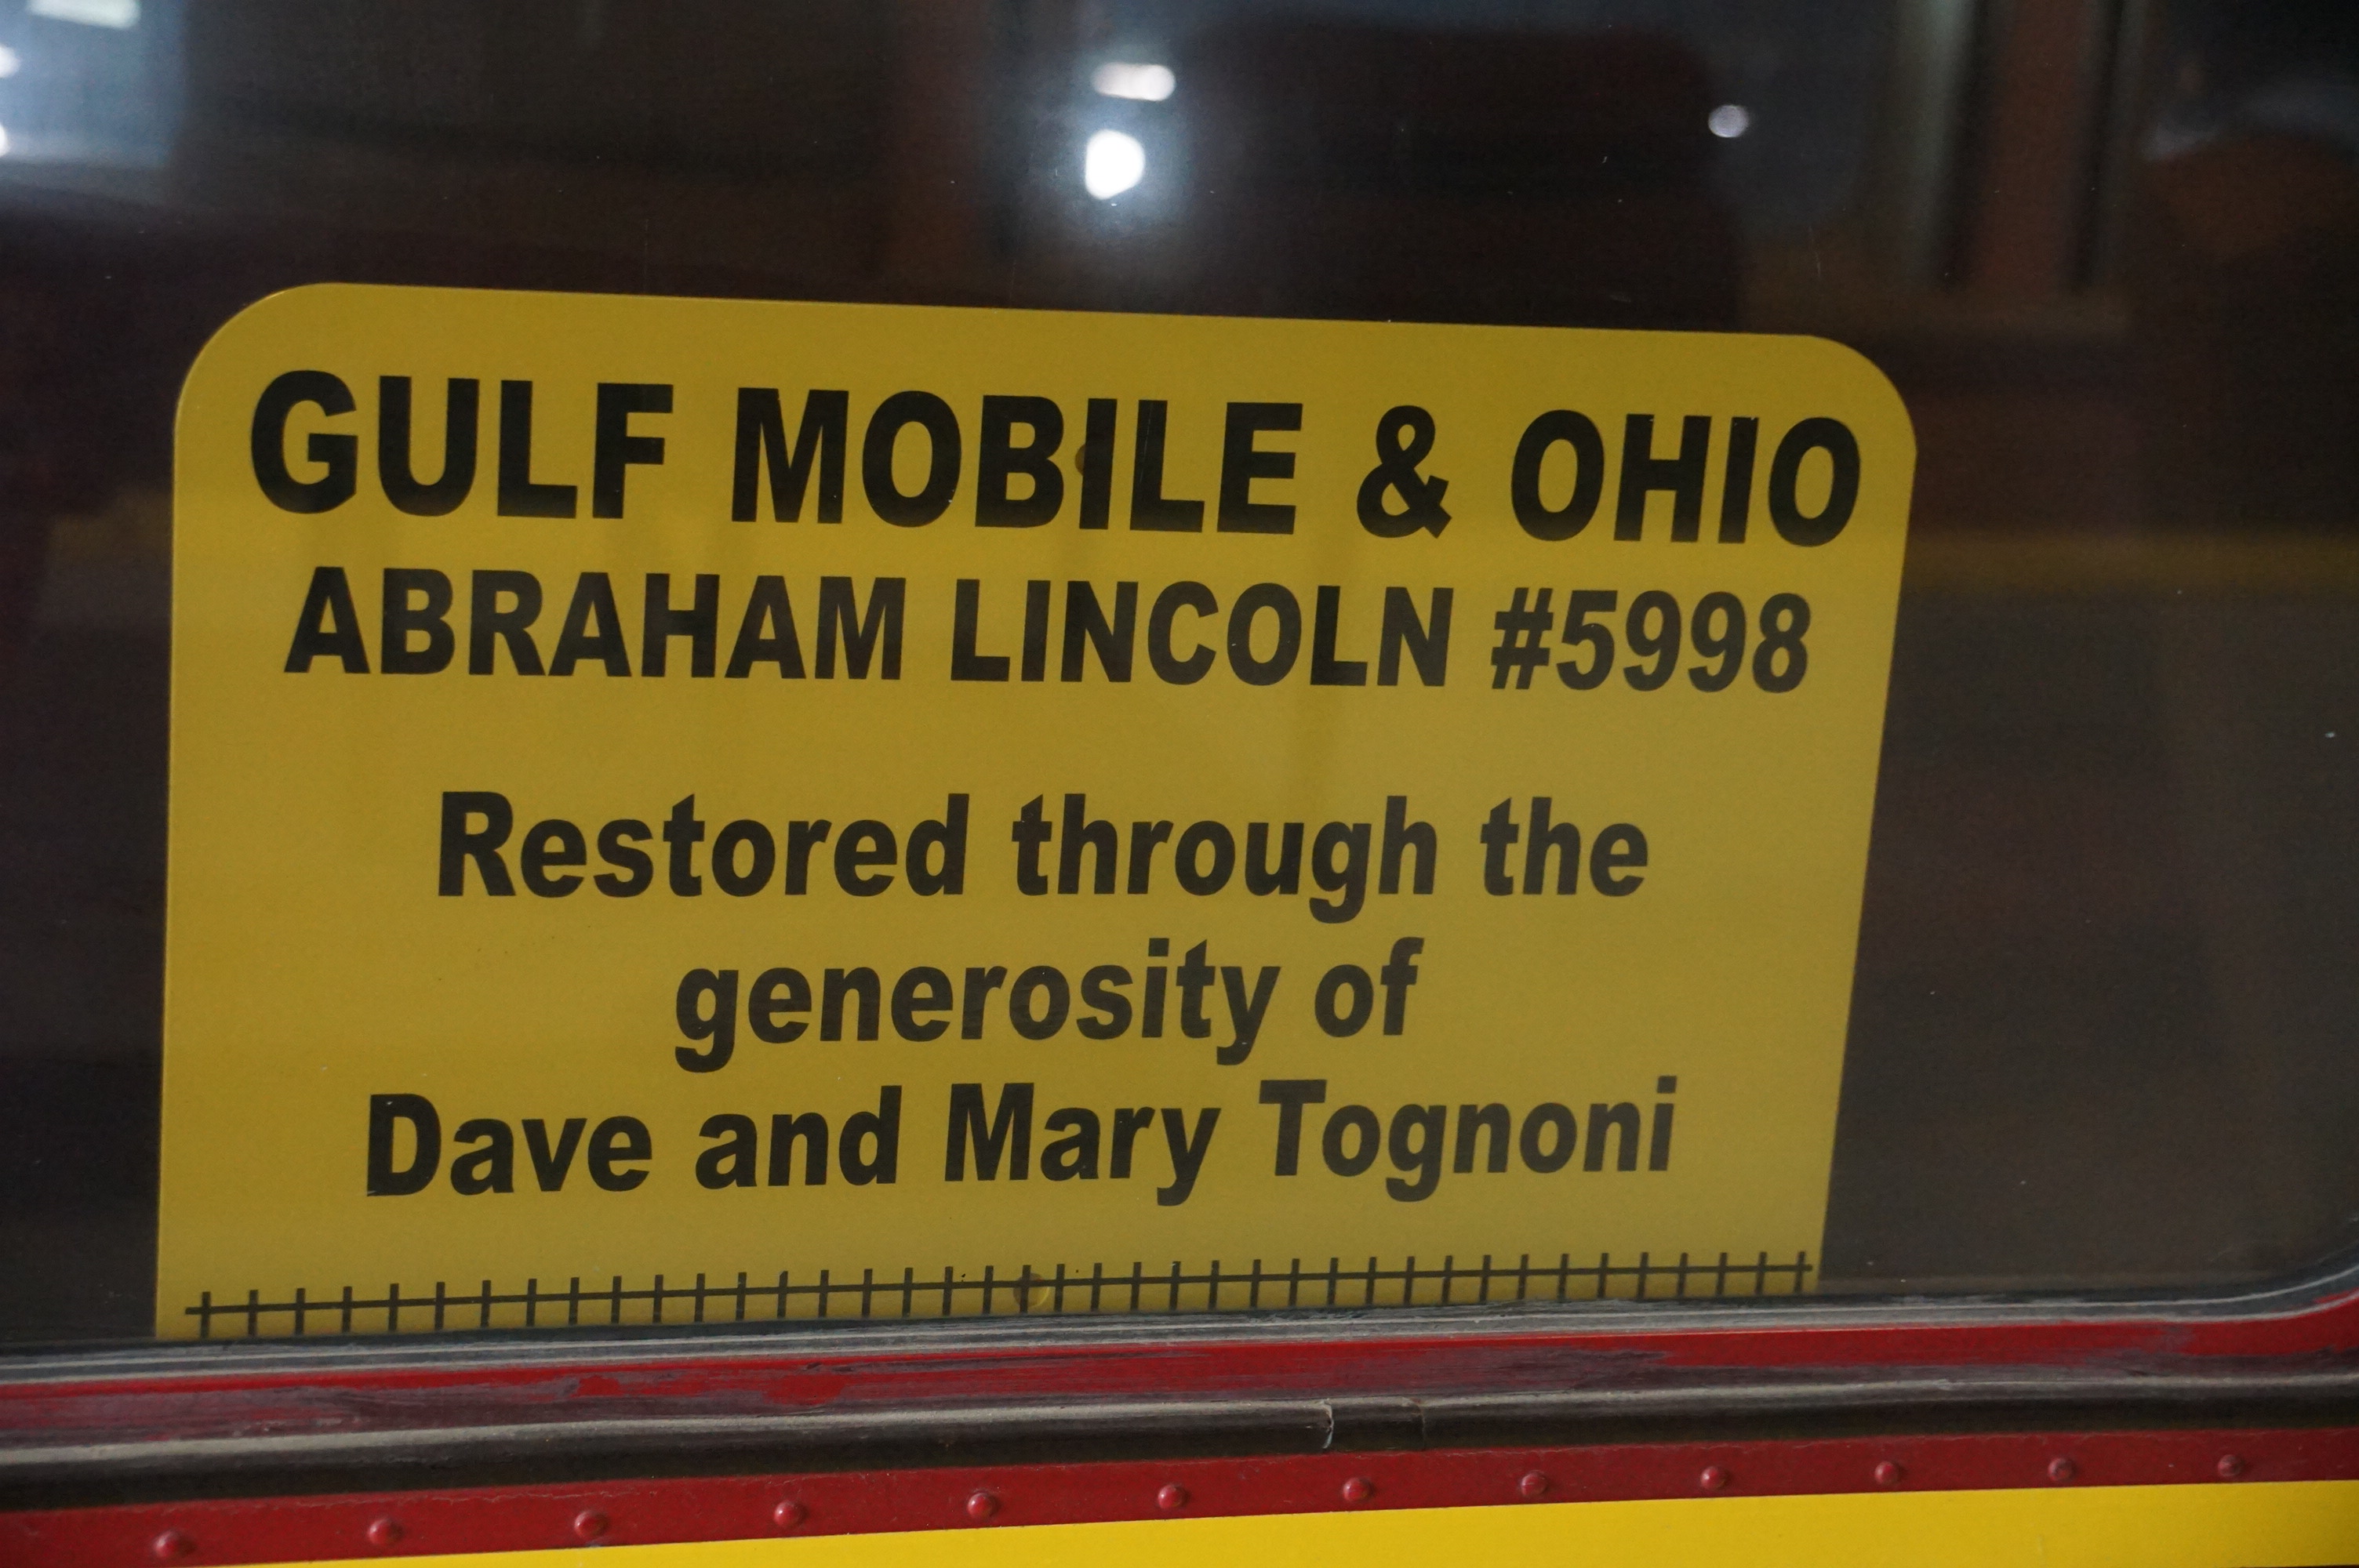 GULF MOBILE & OHIO
ABRAHAM LINCOLN #5998
Restored through the
generosity of
Dave and Mary Tognoni